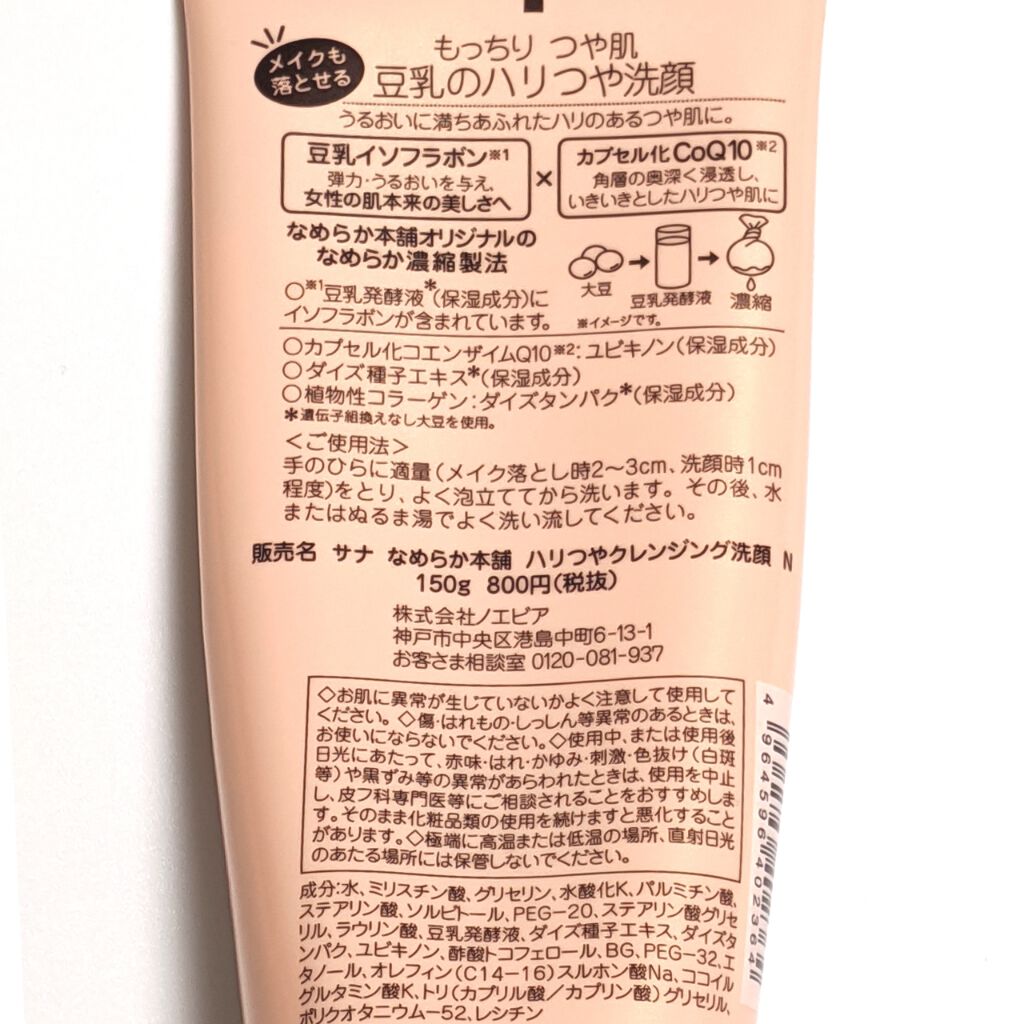 メイクも
落とせる
もっちり つや肌
豆乳のハリつや洗顔
うるおいに満ちあふれたハリのあるつや肌に。
豆乳イソフラボン※1
弾力・うるおいを与え、
女性の肌本来の美しさへ
×
カプセル化CoQ10※2
角層の奥深く浸透し、
いきいきとしたハリつや肌に
なめらか本舗オリジナルの
なめらか濃縮製法
大豆
豆乳発酵液
濃縮
※イメージです。
○※1豆乳発酵液*(保湿成分)に
イソフラボンが含まれています。
○カプセル化コエンザイムQ10※2:ユビキノン(保湿成分)
○ダイズ種子エキス*(保湿成分)
○植物性コラーゲン:ダイズタンパク*(保湿成分)
*遺伝子組換えなし大豆を使用。
<ご使用法>
手のひらに適量(メイク落とし時2〜3cm、洗顔時1cm
程度)をとり、よく泡立ててから洗います。その後、水
またはぬるま湯でよく洗い流してください。
販売名 サナ なめらか本舗 ハリつやクレンジング洗顔 N
150g 800円(税抜)
株式会社ノエビア
神戸市中央区港島中町6-13-1
お客さま相談室 0120-081-937
◇お肌に異常が生じていないかよく注意して使用して
ください。◇傷・はれもの・しっしん等異常のあるときは、
お使いにならないでください。◇使用中、または使用後
日光にあたって、赤味・はれ・かゆみ・刺激・色抜け(白斑
等)や黒ずみ等の異常があらわれたときは、使用を中止
し、皮フ科専門医等にご相談されることをおすすめしま
す。そのまま化粧品類の使用を続けますと悪化すること
があります。◇極端に高温または低温の場所、直射日光
のあたる場所には保管しないでください。
成分:水、ミリスチン酸、グリセリン、水酸化K、パルミチン酸、
ステアリン酸、ソルビトール、PEG-20、ステアリン酸グリセ
リル、ラウリン酸、豆乳発酵液、ダイズ種子エキス、ダイズタ
ンパク、ユビキノン、酢酸トコフェロール、BG、PEG-32、エ
タノール、オレフィン(C14-16)スルホン酸Na、ココイル
グルタミン酸K、トリ(カプリル酸/カプリン酸)グリセリル、
ポリクオタニウム-52、レシチン
4 964596 402364